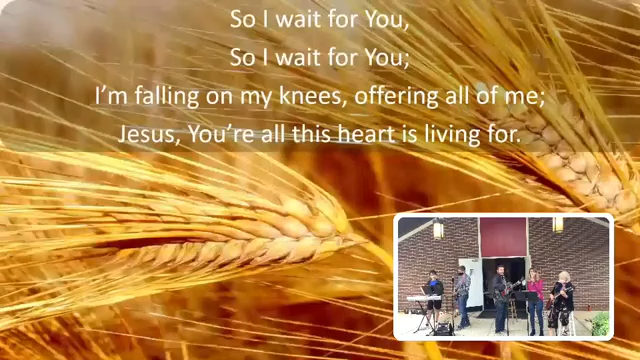 So I wait for You,
So I wait for You;
I'm falling on my knees, offering all of me;
Jesus, You're all this heart is living for.